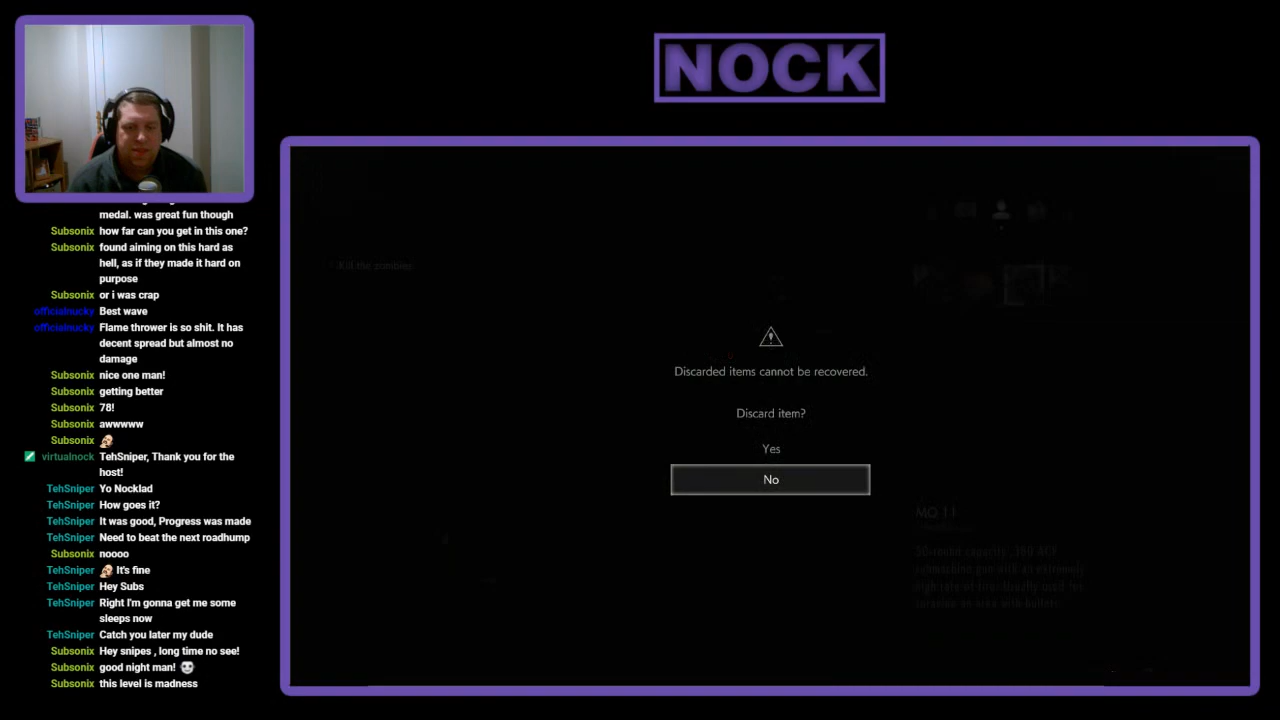 NOCK
medal. was great fun though
Subsonix how far can you get in this one?
Subsonix found aiming on this hard as
hell, as if they made it hard on
purpose
Subsonix or i was crap
officialnucky Best wave
officialnucky Flame thrower is so shit. It has
decent spread but almost no
damage
Subsonix nice one man!
Subsonix getting better
Subsonix 78!
Subsonix awwwww
Subsonix
virtualnock TehSniper, Thank you for the
host!
TehSniper Yo Nocklad
TehSniper How goes it?
TehSniper It was good, Progress was made
TehSniper Need to beat the next roadhump
Subsonix noooo
TehSniper It's fine
TehSniper Hey Subs
TehSniper Right I'm gonna get me some
sleeps now
TehSniper Catch you later my dude
Subsonix Hey snipes , long time no see!
Subsonix good night man!
Subsonix this level is madness
Kill the zombies
Discarded items cannot be recovered.
Discard item?
Yes
No
MQ 11